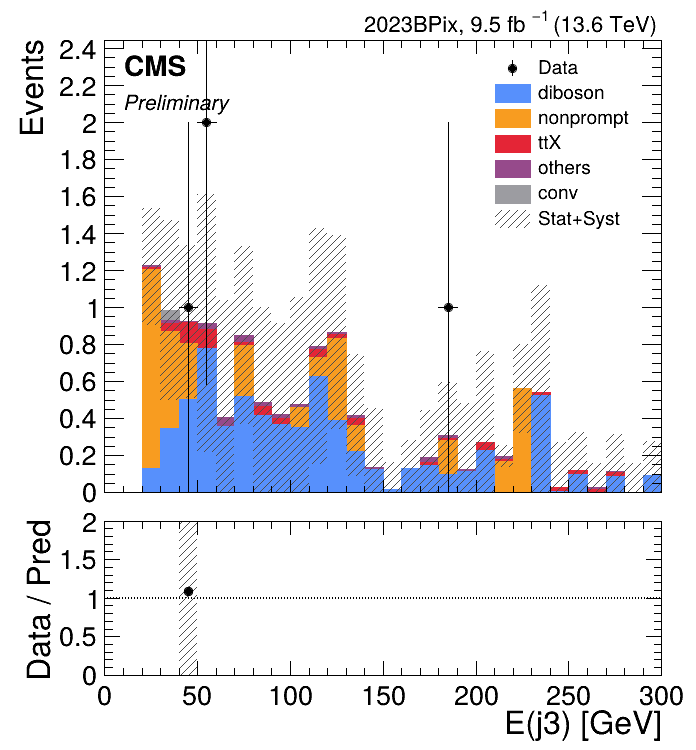 2023BPix, 9.5 fb⁻¹ (13.6 TeV)
CMS
Preliminary
Events
2.4
2.2
2
1.8
1.6
1.4
1.2
1
0.8
0.6
0.4
0.2
0
Data
diboson
nonprompt
ttX
others
conv
Stat+Syst
Data / Pred
2
1.5
1
0.5
0
0 50 100 150 200 250 300
E(j3) [GeV]